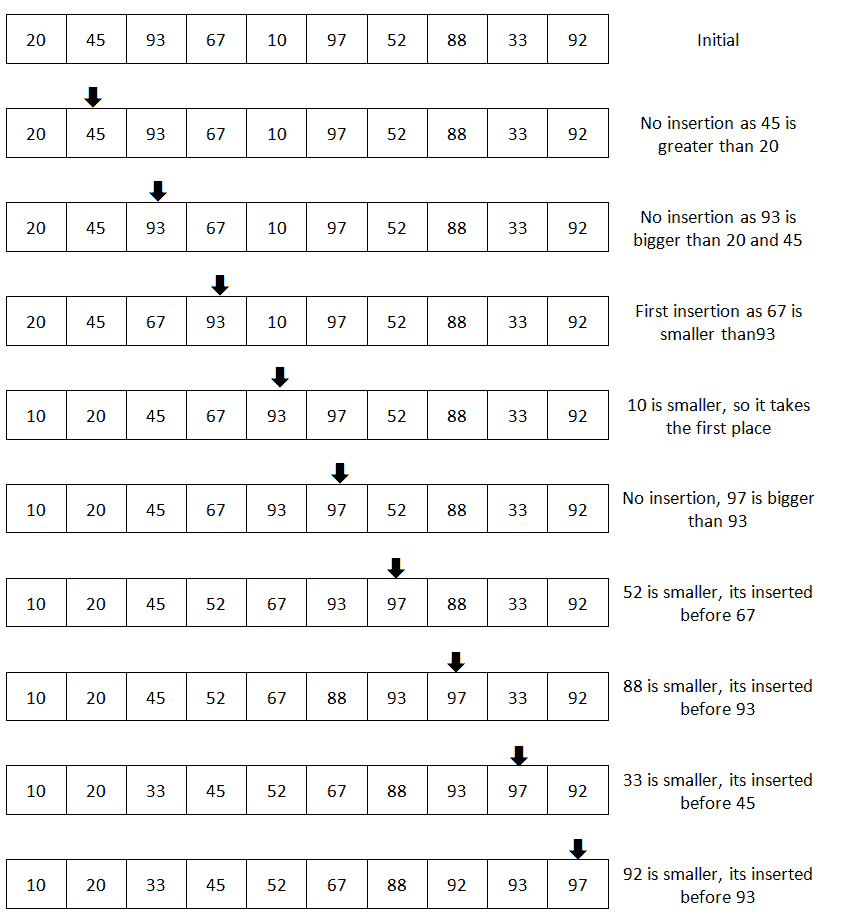 20 45 93 67 10 97 52 88 33 92 Initial
20 45 93 67 10 97 52 88 33 92
No insertion as 45 is
greater than 20
20 45 93 67 10 97 52 88 33 92
No insertion as 93 is
bigger than 20 and 45
20 45 67 93 10 97 52 88 33 92
First insertion as 67 is
smaller than93
10 20 45 67 93 97 52 88 33 92
10 is smaller, so it takes
the first place
10 20 45 67 93 97 52 88 33 92
No insertion, 97 is bigger
than 93
10 20 45 52 67 93 97 88 33 92
52 is smaller, its inserted
before 67
10 20 45 52 67 88 93 97 33 92
88 is smaller, its inserted
before 93
10 20 33 45 52 67 88 93 97 92
33 is smaller, its inserted
before 45
10 20 33 45 52 67 88 92 93 97
92 is smaller, its inserted
before 93